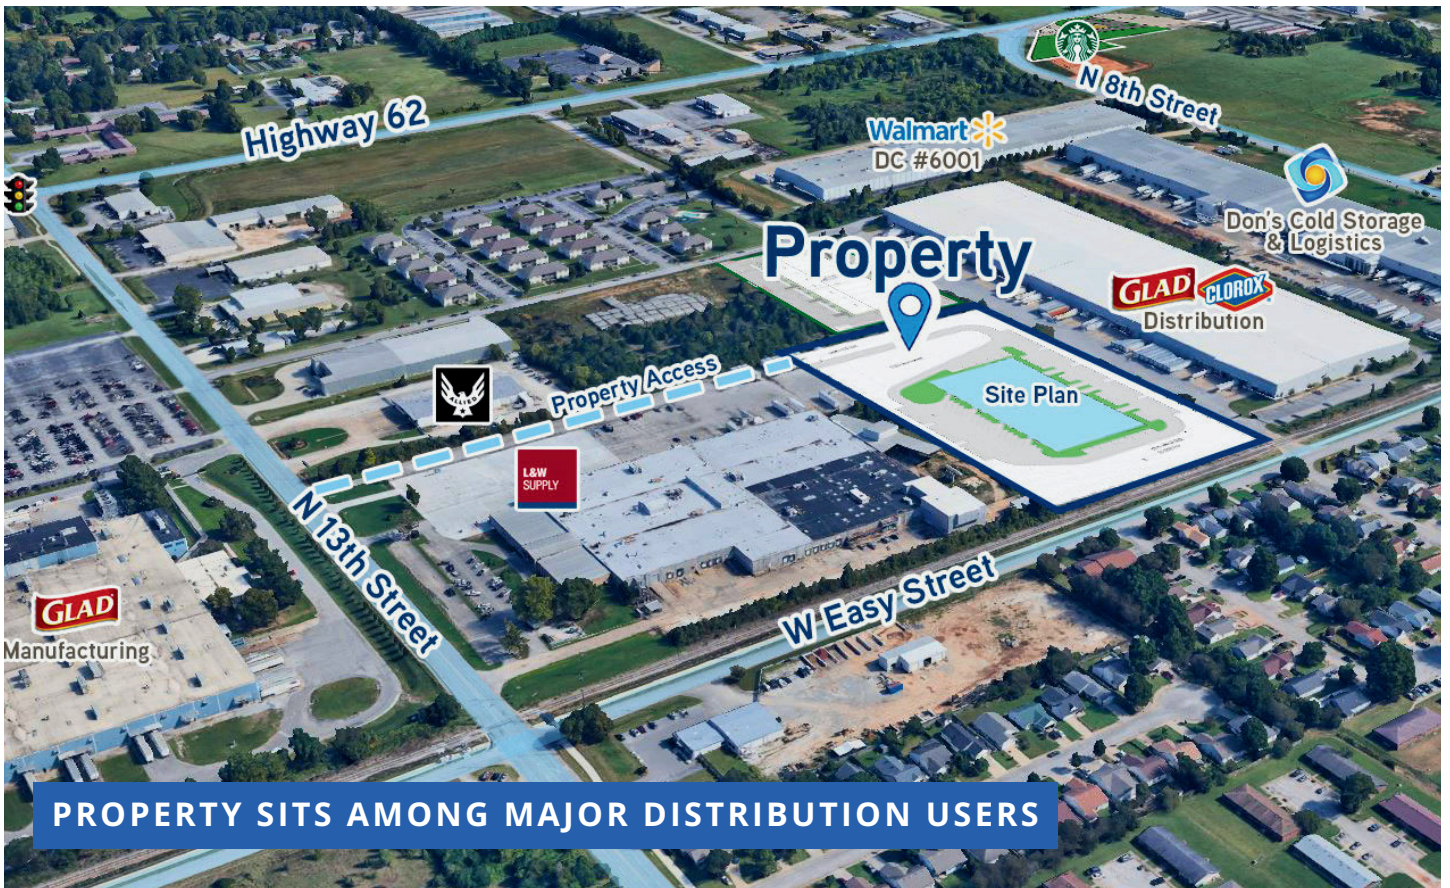 Highway 62
N 8th Street
Walmart
DC #6001
Don's Cold Storage
& Logistics
Property
GLAD
CLOROX
Distribution
Property Access
Site Plan
ALLIED
L&W
SUPPLY
N 13th Street
W Easy Street
GLAD
Manufacturing
PROPERTY SITS AMONG MAJOR DISTRIBUTION USERS